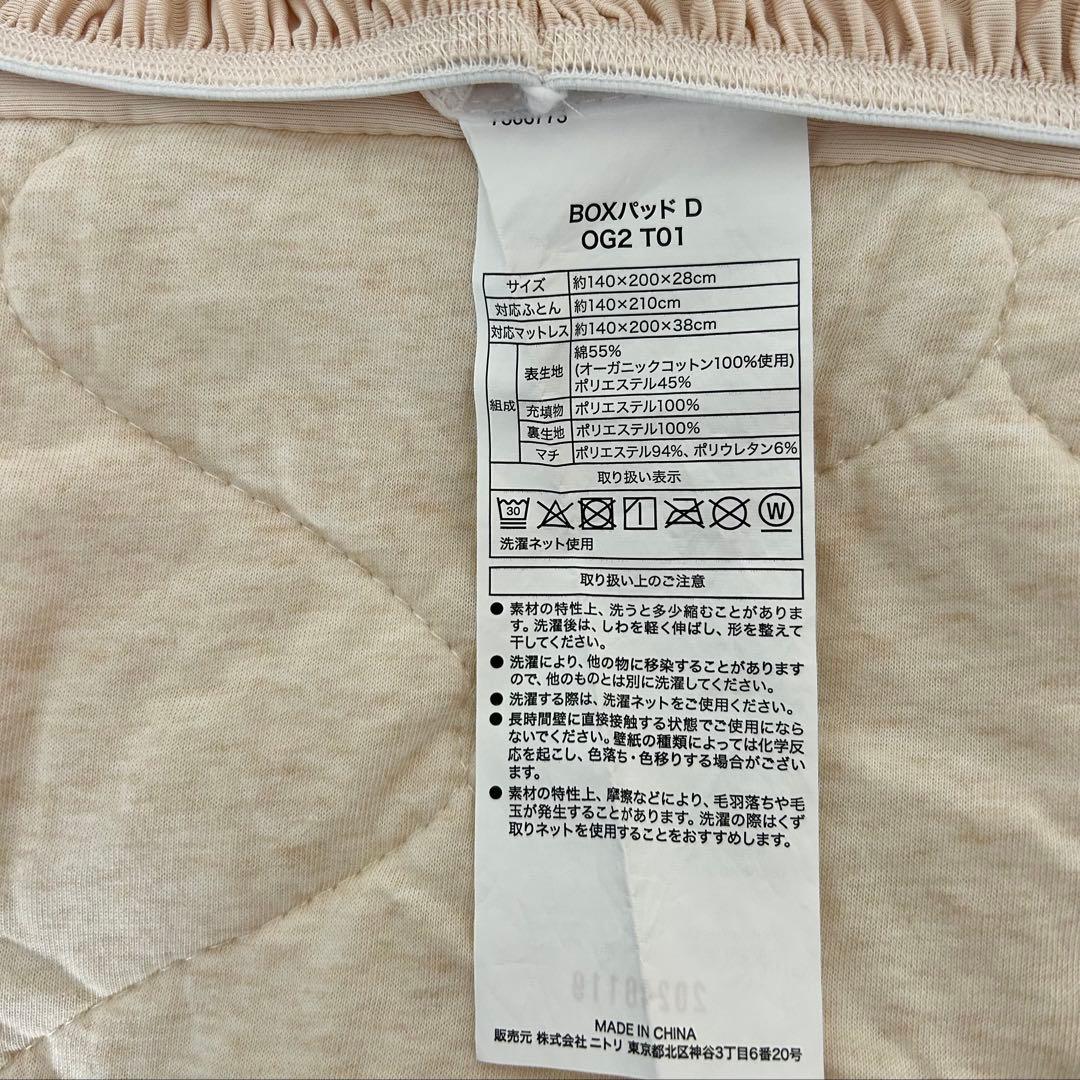 7566773
BOXパッド D
OG2 T01
サイズ 約140×200×28cm
対応ふとん 約140×210cm
対応マットレス 約140×200×38cm
組成
表生地 綿55%
(オーガニックコットン100%使用)
ポリエステル45%
充填物 ポリエステル100%
裏生地 ポリエステル100%
マチ ポリエステル94%、ポリウレタン6%
取り扱い表示
30 W
洗濯ネット使用
取り扱い上のご注意
● 素材の特性上、洗うと多少縮むことがありま
す。洗濯後は、しわを軽く伸ばし、形を整えて
干してください。
● 洗濯により、他の物に移染することがあります
ので、他のものとは別に洗濯してください。
● 洗濯する際は、洗濯ネットをご使用ください。
● 長時間壁に直接接触する状態でご使用になら
ないでください。壁紙の種類によっては化学反
応を起こし、色落ち・色移りする場合がござい
ます。
● 素材の特性上、摩擦などにより、毛羽落ちや毛
玉が発生することがあります。洗濯の際はくず
取りネットを使用することをおすすめします。
MADE IN CHINA
販売元 株式会社 ニトリ 東京都北区神谷3丁目6番20号